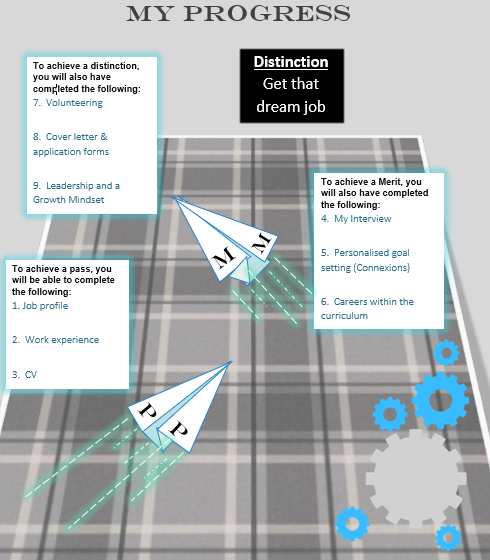 MY PROGRESS
Distinction
Get that
dream job
To achieve a distinction,
you will also have
completed the following:
7. Volunteering
8. Cover letter &
application forms
9. Leadership and a
Growth Mindset
To achieve a Merit, you
will also have completed
the following:
4. My Interview
5. Personalised goal
setting (Connexions)
6. Careers within the
curriculum
M M
To achieve a pass, you
will be able to complete
the following:
1. Job profile
2. Work experience
3. CV
P P